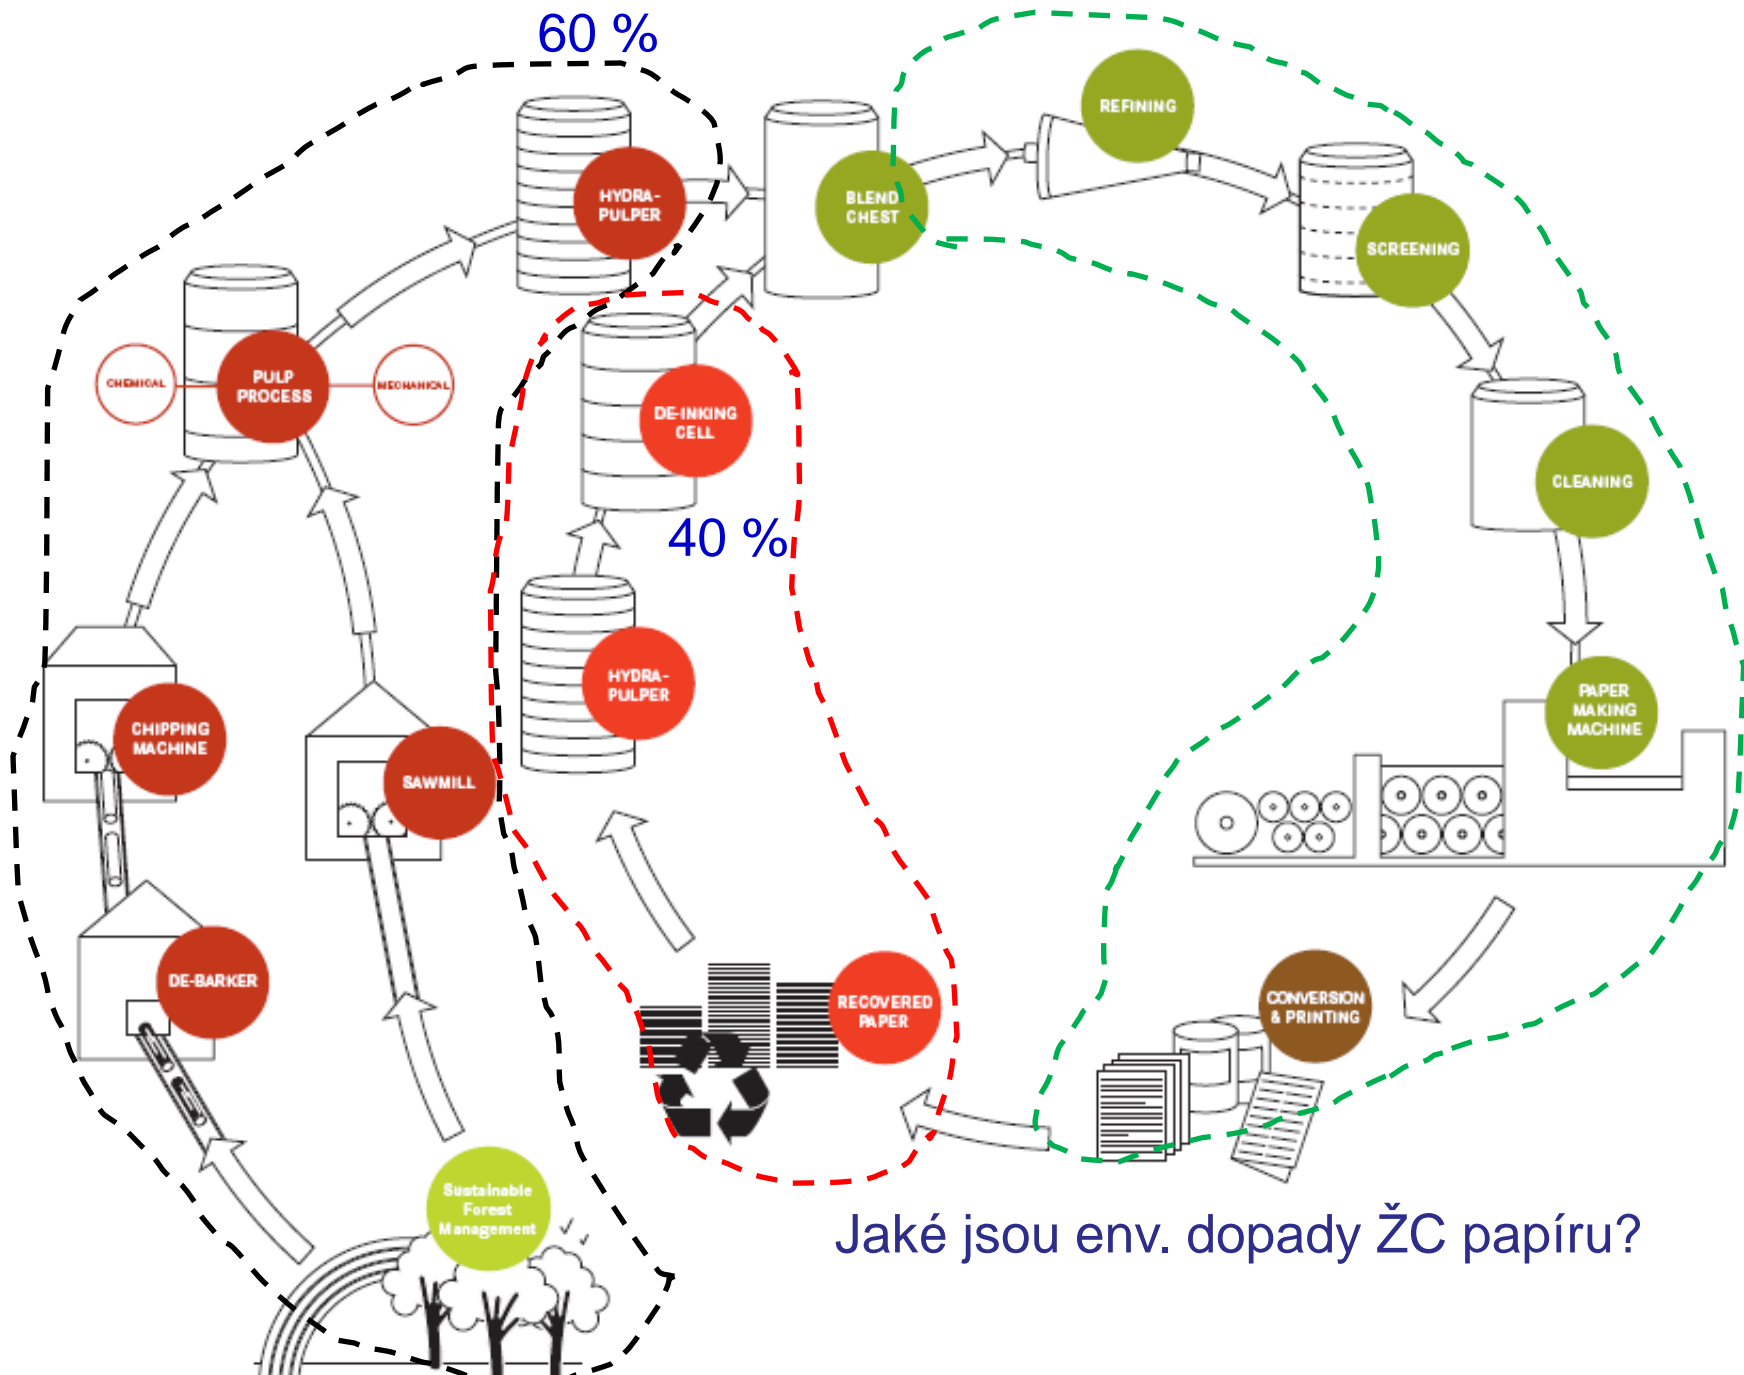 60 %
REFINING
HYDRA-
PULPER
BLEND
CHEST
SCREENING
CHEMICAL
PULP
PROCESS
MECHANICAL
DE-INKING
CELL
40 %
CLEANING
HYDRA-
PULPER
CHIPPING
MACHINE
SAWMILL
PAPER
MAKING
MACHINE
DE-BARKER
RECOVERED
PAPER
CONVERSION
& PRINTING
Sustainable
Forest
Management
Jaké jsou env. dopady ŽC papíru?